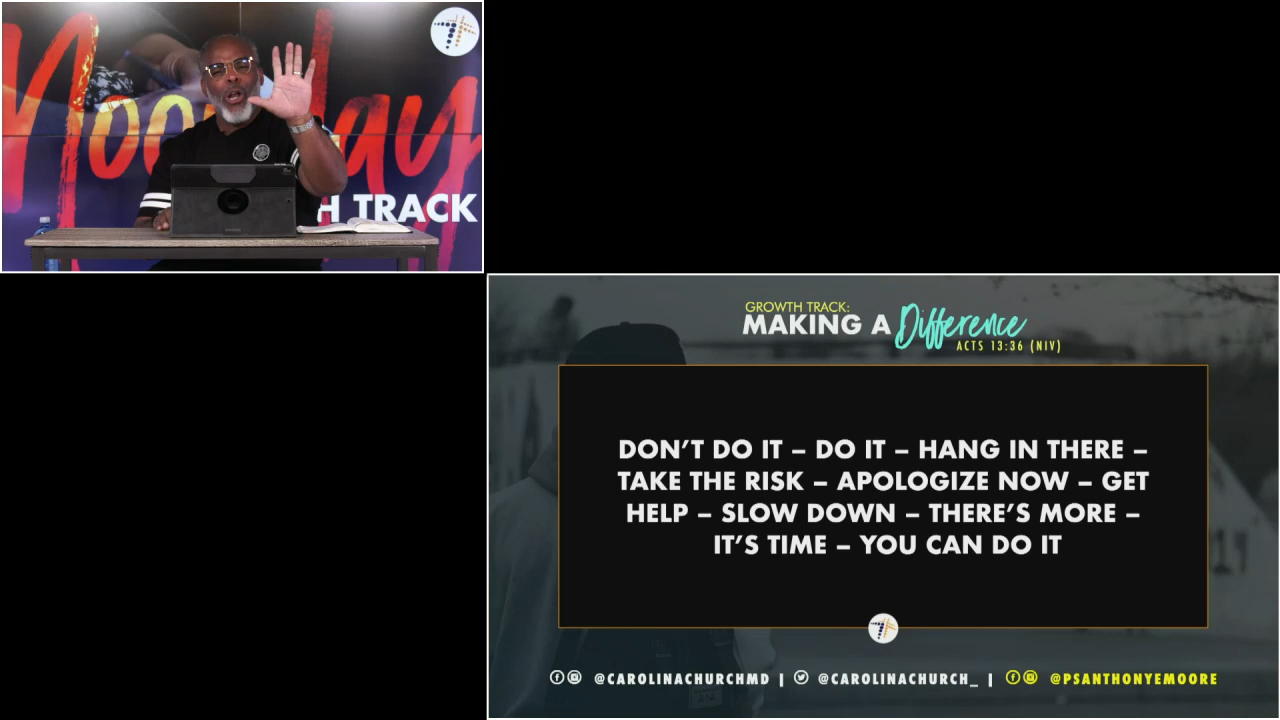 Noonday
H TRACK
GROWTH TRACK:
MAKING A Difference
ACTS 13:36 (NIV)
DON'T DO IT – DO IT – HANG IN THERE –
TAKE THE RISK – APOLOGIZE NOW – GET
HELP – SLOW DOWN – THERE'S MORE –
IT'S TIME – YOU CAN DO IT
@CAROLINACHURCHMD | @CAROLINACHURCH_ | @PSANTHONYEMOORE